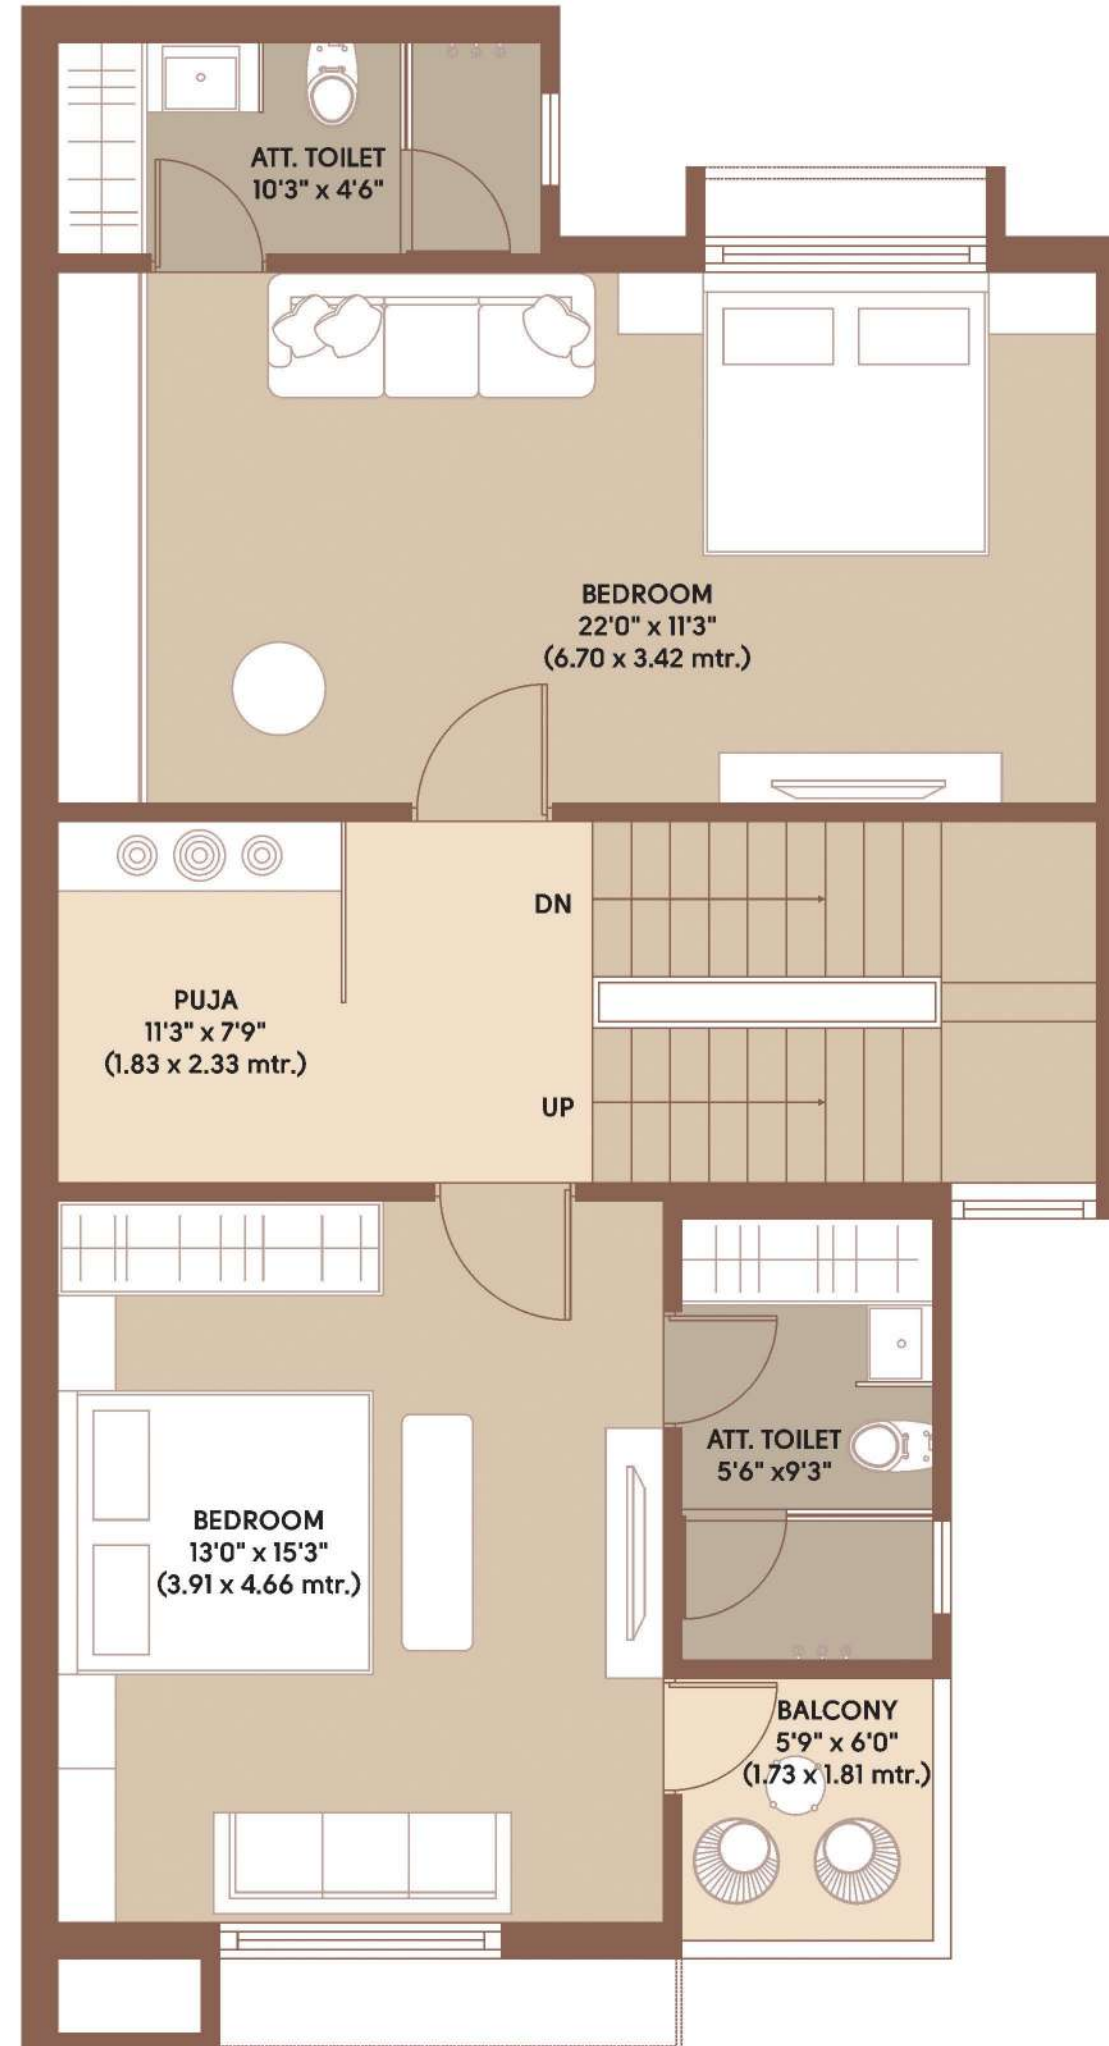 ATT. TOILET
10'3" x 4'6"
BEDROOM
22'0" x 11'3"
(6.70 x 3.42 mtr.)
DN
PUJA
11'3" x 7'9"
(1.83 x 2.33 mtr.)
UP
ATT. TOILET
5'6" x9'3"
BEDROOM
13'0" x 15'3"
(3.91 x 4.66 mtr.)
BALCONY
5'9" x 6'0"
(1.73 x 1.81 mtr.)